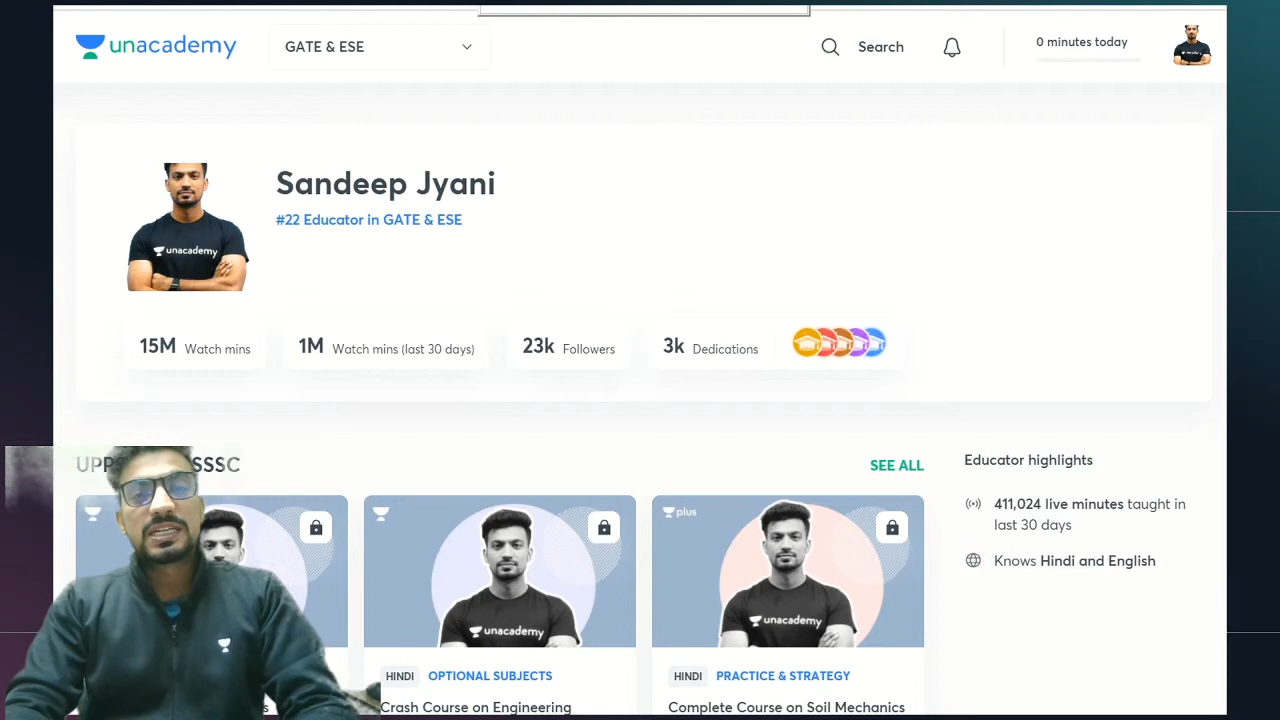 unacademy
GATE & ESE
Search
0 minutes today
Sandeep Jyani
#22 Educator in GATE & ESE
unacademy
15M Watch mins
1M Watch mins (last 30 days)
23k Followers
3k Dedications
SSSC
SEE ALL
Educator highlights
411,024 live minutes taught in
last 30 days
Knows Hindi and English
plus
unacademy
unacademy
HINDI OPTIONAL SUBJECTS
HINDI PRACTICE & STRATEGY
Crash Course on Engineering
Complete Course on Soil Mechanics